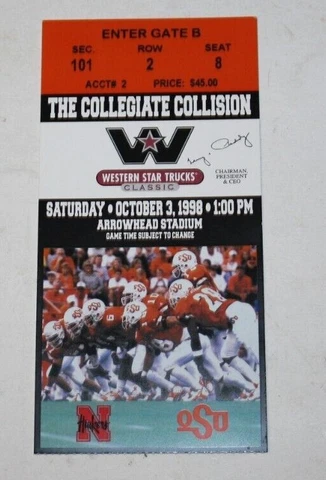 ENTER GATE B
SEC. ROW SEAT
101 2 8
ACCT# 2 PRICE: $45.00
THE COLLEGIATE COLLISION
W
WESTERN STAR TRUCKS
CLASSIC
CHAIRMAN,
PRESIDENT
& CEO
SATURDAY • OCTOBER 3, 1998 • 1:00 PM
ARROWHEAD STADIUM
GAME TIME SUBJECT TO CHANGE
OSU
N
Huskers
OSU